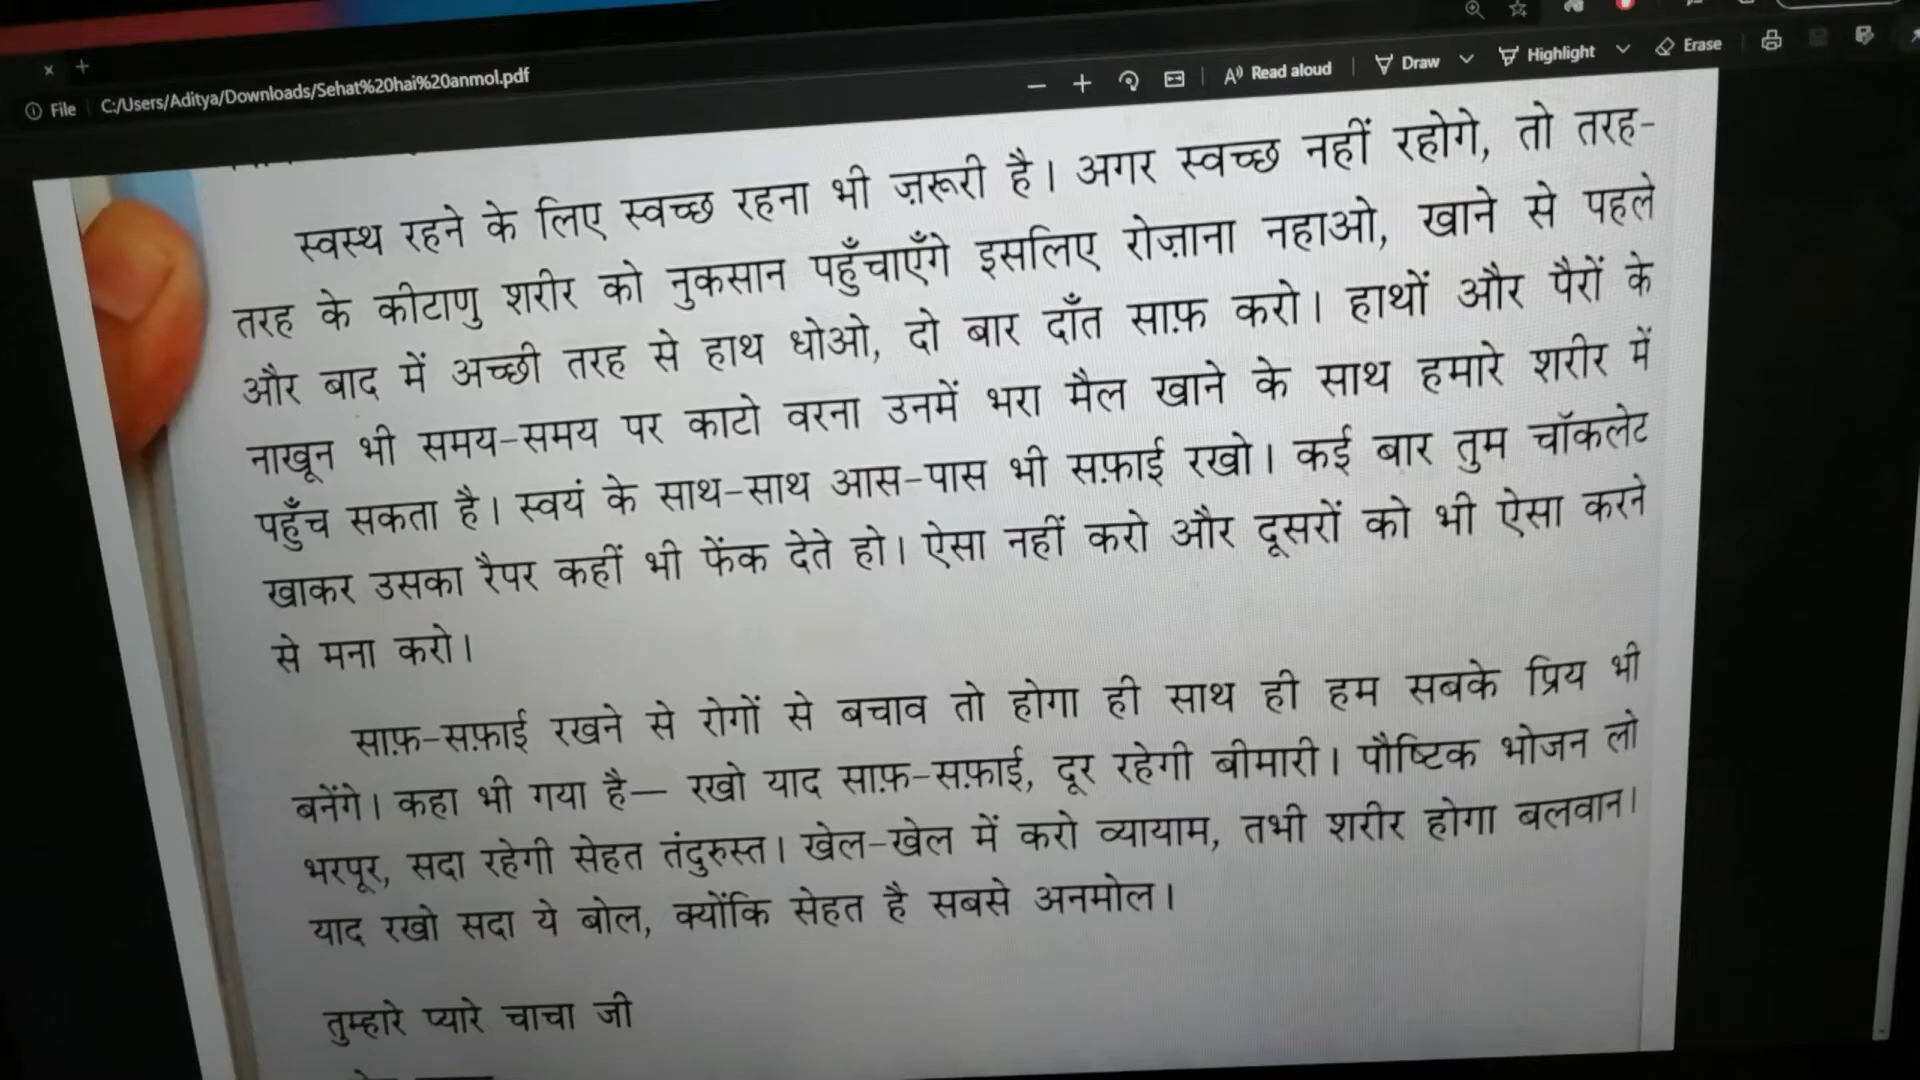 File C:/Users/Aditya/Downloads/Sehat%20hai%20anmol.pdf
Read aloud Draw Highlight Erase
स्वस्थ रहने के लिए स्वच्छ रहना भी ज़रूरी है। अगर स्वच्छ नहीं रहोगे, तो तरह-
तरह के कीटाणु शरीर को नुकसान पहुँचाएँगे इसलिए रोज़ाना नहाओ, खाने से पहले
और बाद में अच्छी तरह से हाथ धोओ, दो बार दाँत साफ़ करो। हाथों और पैरों के
नाखून भी समय-समय पर काटो वरना उनमें भरा मैल खाने के साथ हमारे शरीर में
पहुँच सकता है। स्वयं के साथ-साथ आस-पास भी सफ़ाई रखो। कई बार तुम चॉकलेट
खाकर उसका रैपर कहीं भी फेंक देते हो। ऐसा नहीं करो और दूसरों को भी ऐसा करने
से मना करो।
साफ़-सफ़ाई रखने से रोगों से बचाव तो होगा ही साथ ही हम सबके प्रिय भी
बनेंगे। कहा भी गया है— रखो याद साफ़-सफ़ाई, दूर रहेगी बीमारी। पौष्टिक भोजन लो
भरपूर, सदा रहेगी सेहत तंदुरुस्त। खेल-खेल में करो व्यायाम, तभी शरीर होगा बलवान।
याद रखो सदा ये बोल, क्योंकि सेहत है सबसे अनमोल।
तुम्हारे प्यारे चाचा जी